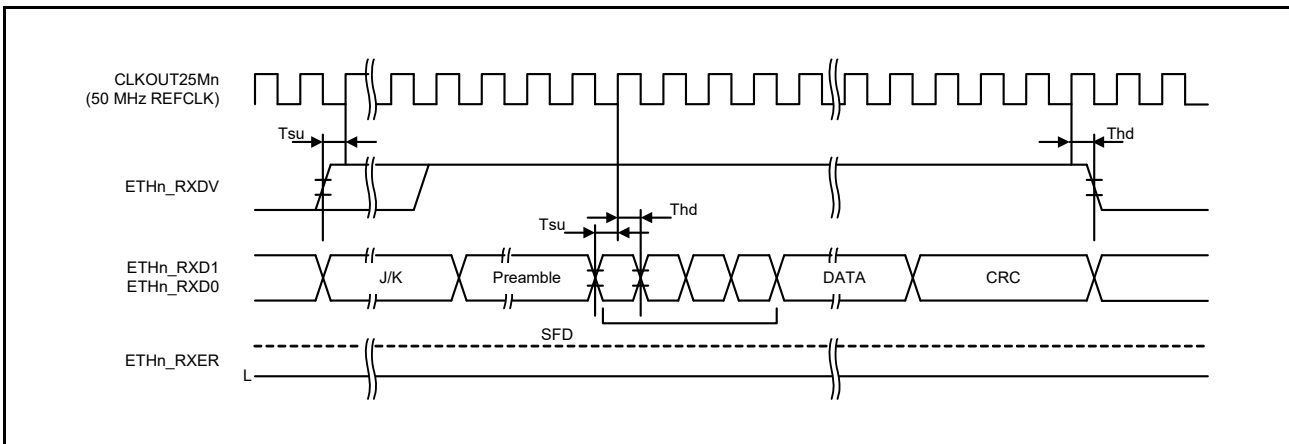 CLKOUT25Mn
(50 MHz REFCLK)
Tsu
Thd
ETHn_RXDV
Tsu
Thd
ETHn_RXD1
ETHn_RXD0
J/K
Preamble
DATA
CRC
SFD
ETHn_RXER
L